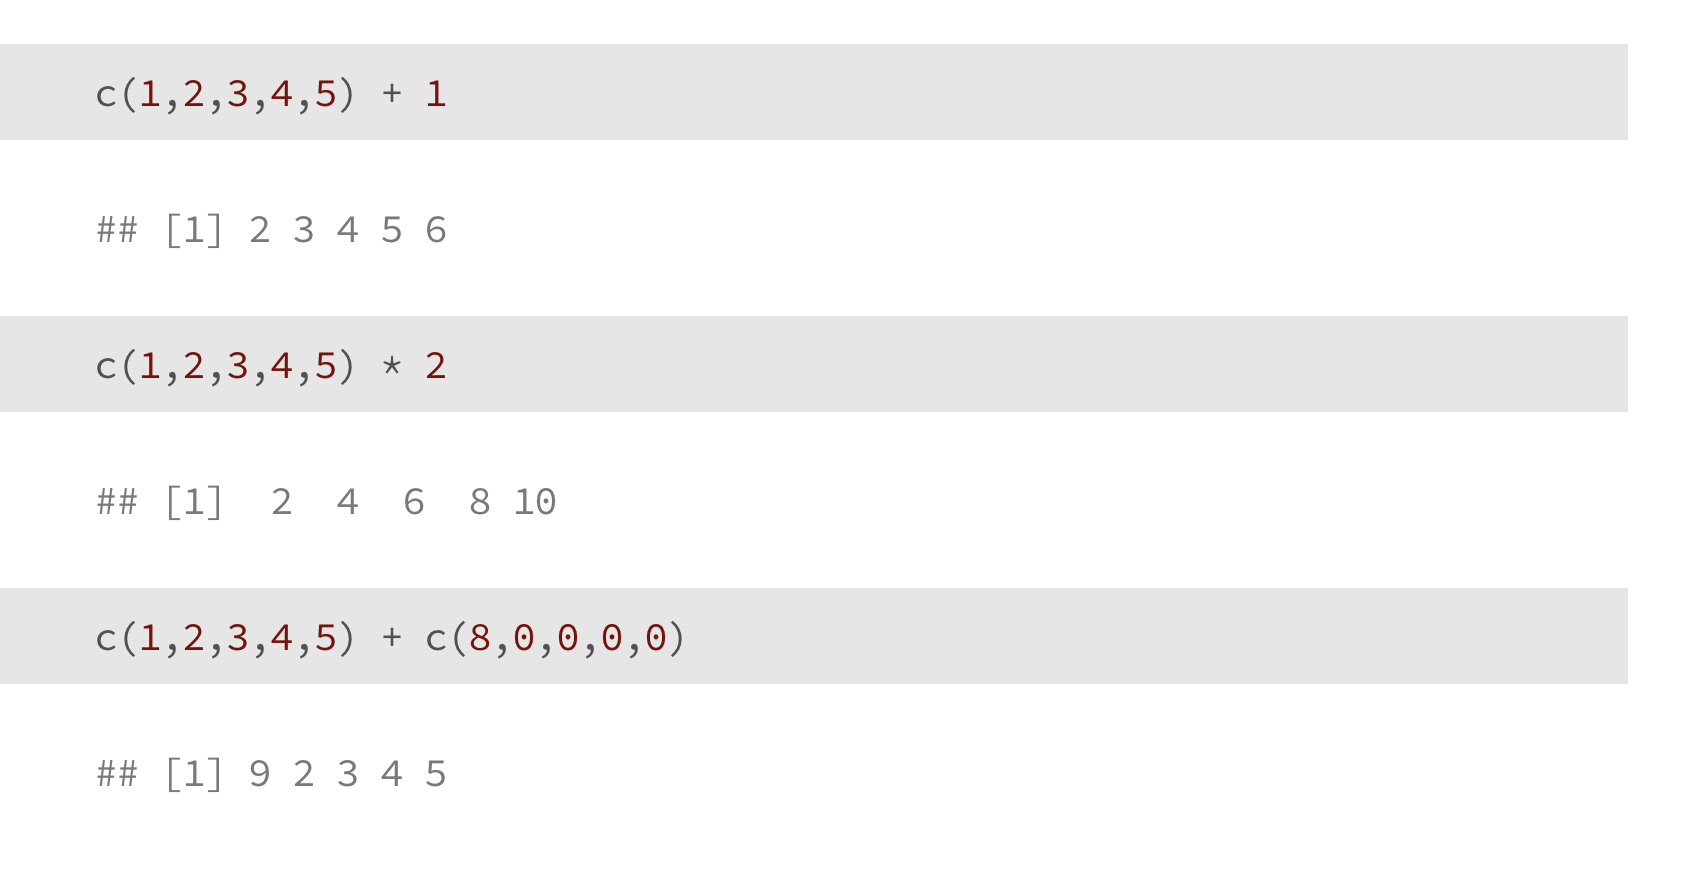 c(1,2,3,4,5) + 1
## [1] 2 3 4 5 6
c(1,2,3,4,5) * 2
## [1]  2  4  6  8 10
c(1,2,3,4,5) + c(8,0,0,0,0)
## [1] 9 2 3 4 5